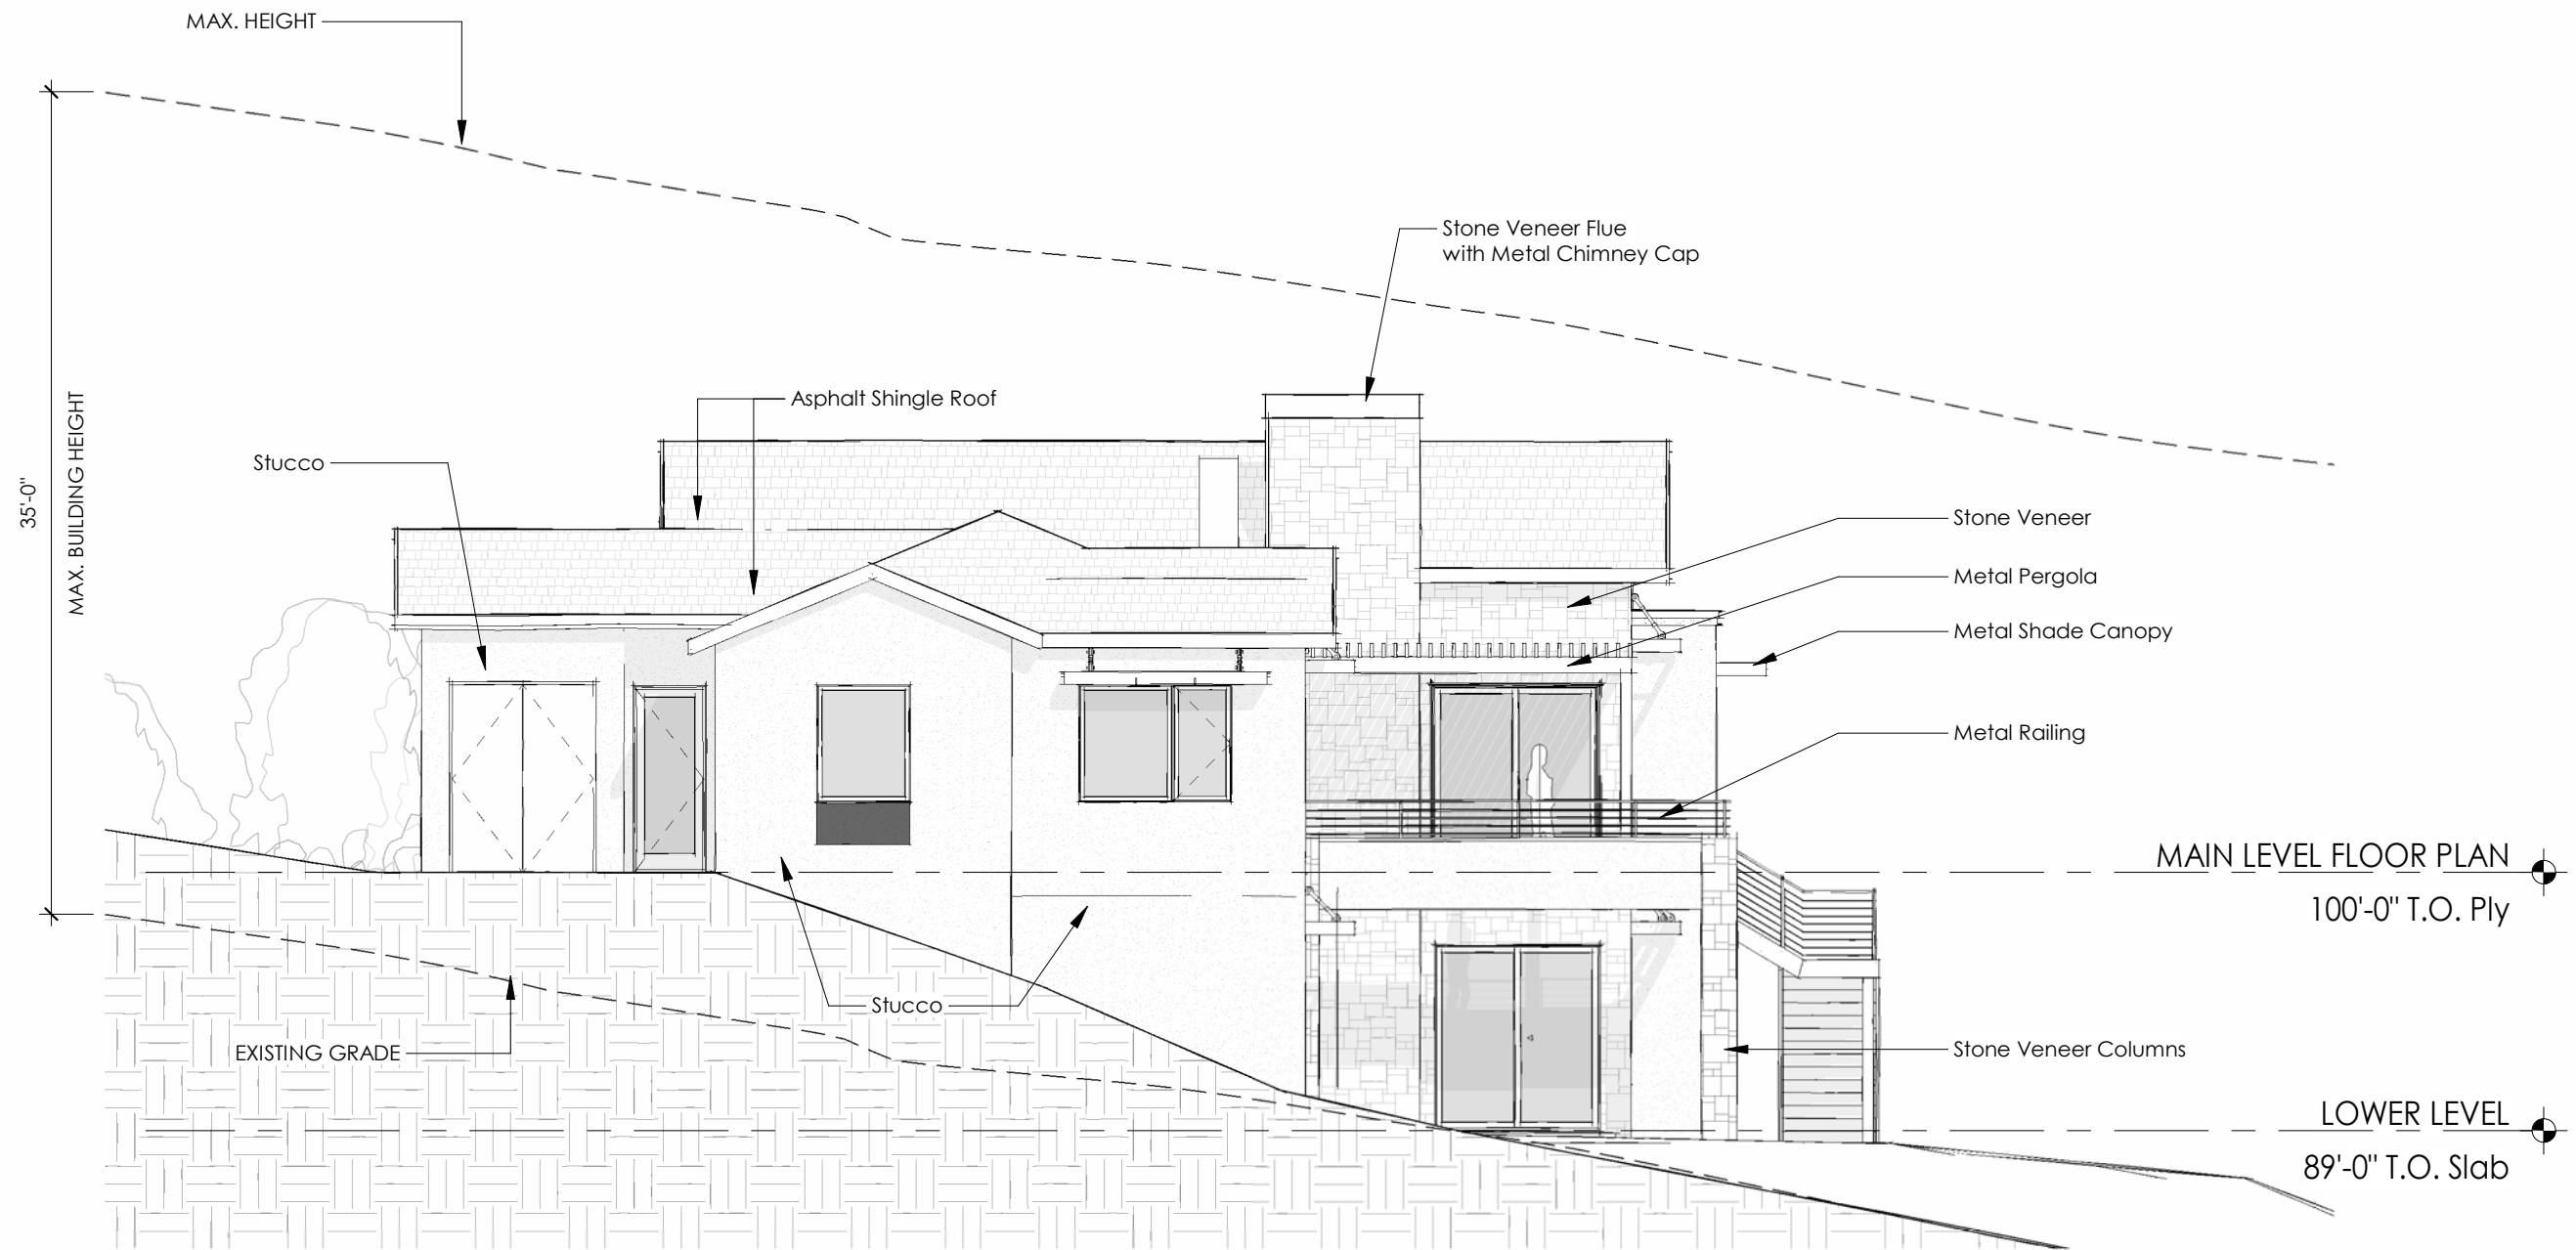 MAX. HEIGHT
Stone Veneer Flue
with Metal Chimney Cap
Asphalt Shingle Roof
Stucco
35'-0"
MAX. BUILDING HEIGHT
Stone Veneer
Metal Pergola
Metal Shade Canopy
Metal Railing
MAIN LEVEL FLOOR PLAN
100'-0" T.O. Ply
Stucco
EXISTING GRADE
Stone Veneer Columns
LOWER LEVEL
89'-0" T.O. Slab